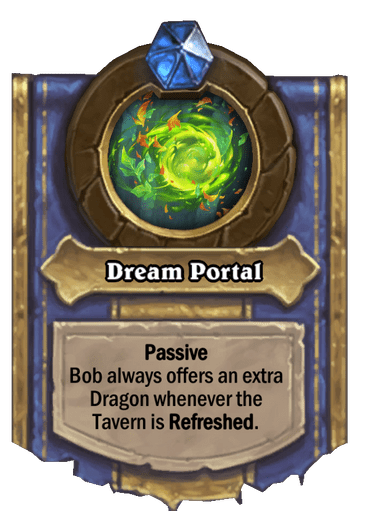 Dream Portal
Passive
Bob always offers an extra
Dragon whenever the
Tavern is Refreshed.